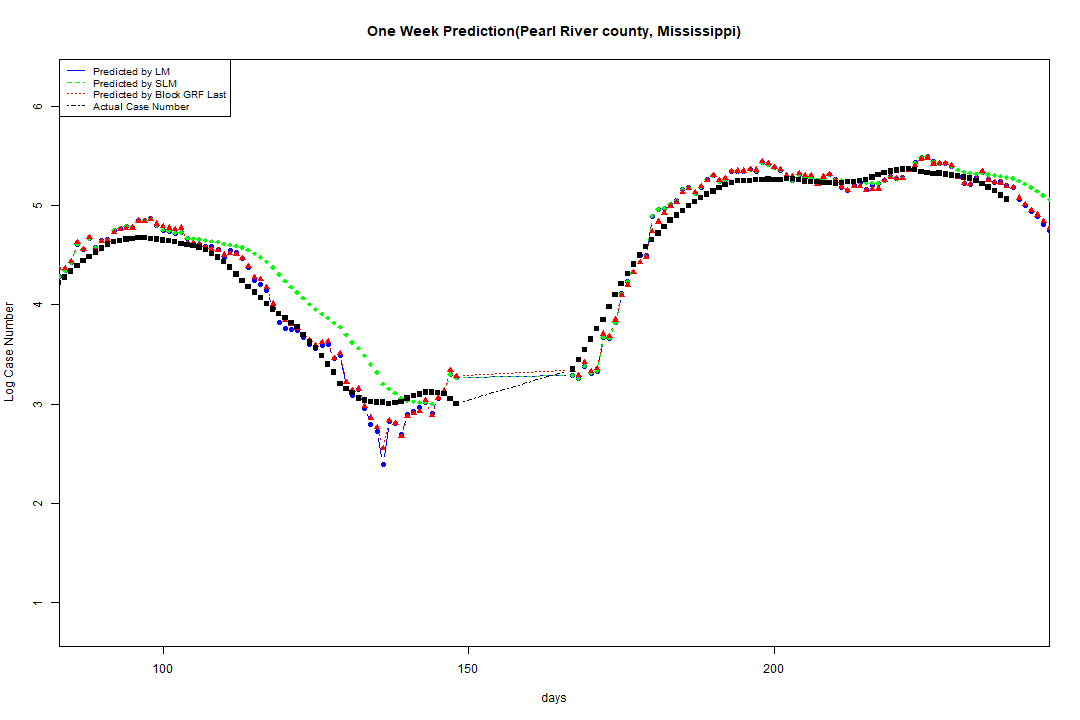 One Week Prediction(Pearl River county, Mississippi)
Predicted by LM
Predicted by SLM
Predicted by Block GRF Last
Actual Case Number
6
5
4
3
2
1
Log Case Number
100 150 200
days